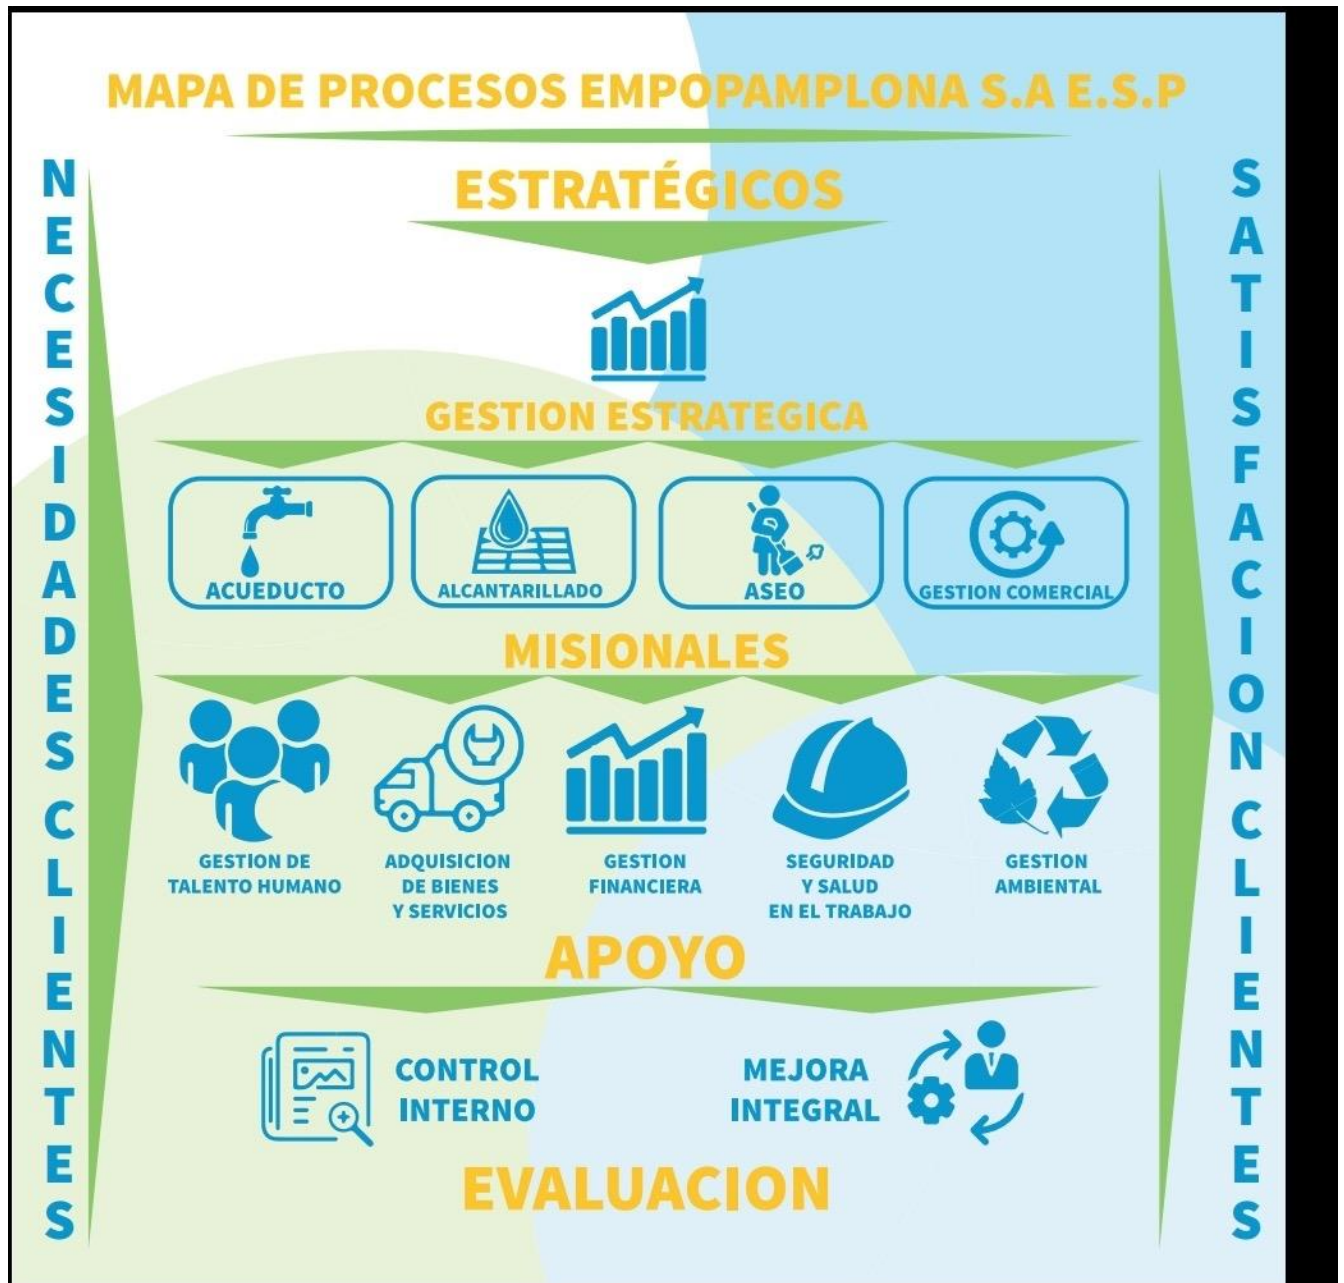 MAPA DE PROCESOS EMPOPAMPLONA S.A E.S.P
NECESIDADES CLIENTES
ESTRATÉGICOS
GESTION ESTRATEGICA
ACUEDUCTO
ALCANTARILLADO
ASEO
GESTION COMERCIAL
MISIONALES
GESTION DE
TALENTO HUMANO
ADQUISICION
DE BIENES
Y SERVICIOS
GESTION
FINANCIERA
SEGURIDAD
Y SALUD
EN EL TRABAJO
GESTION
AMBIENTAL
APOYO
CONTROL
INTERNO
MEJORA
INTEGRAL
EVALUACION
SATISFACION CLIENTES